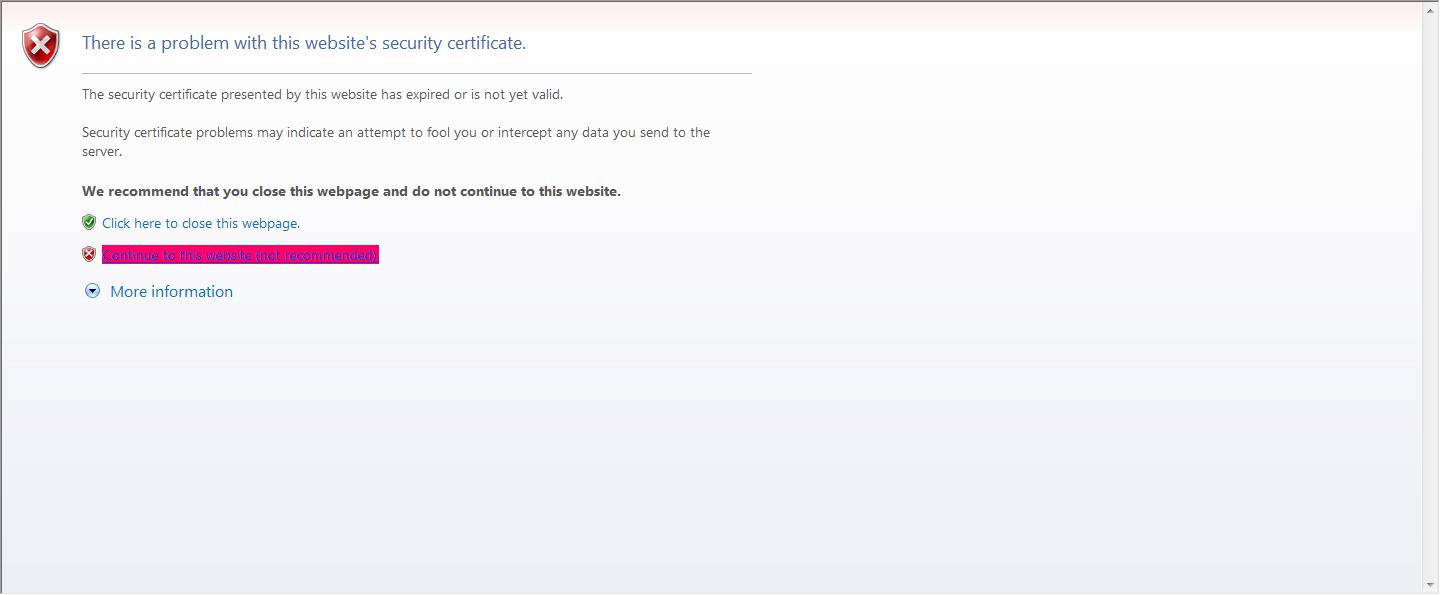 There is a problem with this website's security certificate.
The security certificate presented by this website has expired or is not yet valid.
Security certificate problems may indicate an attempt to fool you or intercept any data you send to the
server.
We recommend that you close this webpage and do not continue to this website.
Click here to close this webpage.
Continue to this website (not recommended).
More information